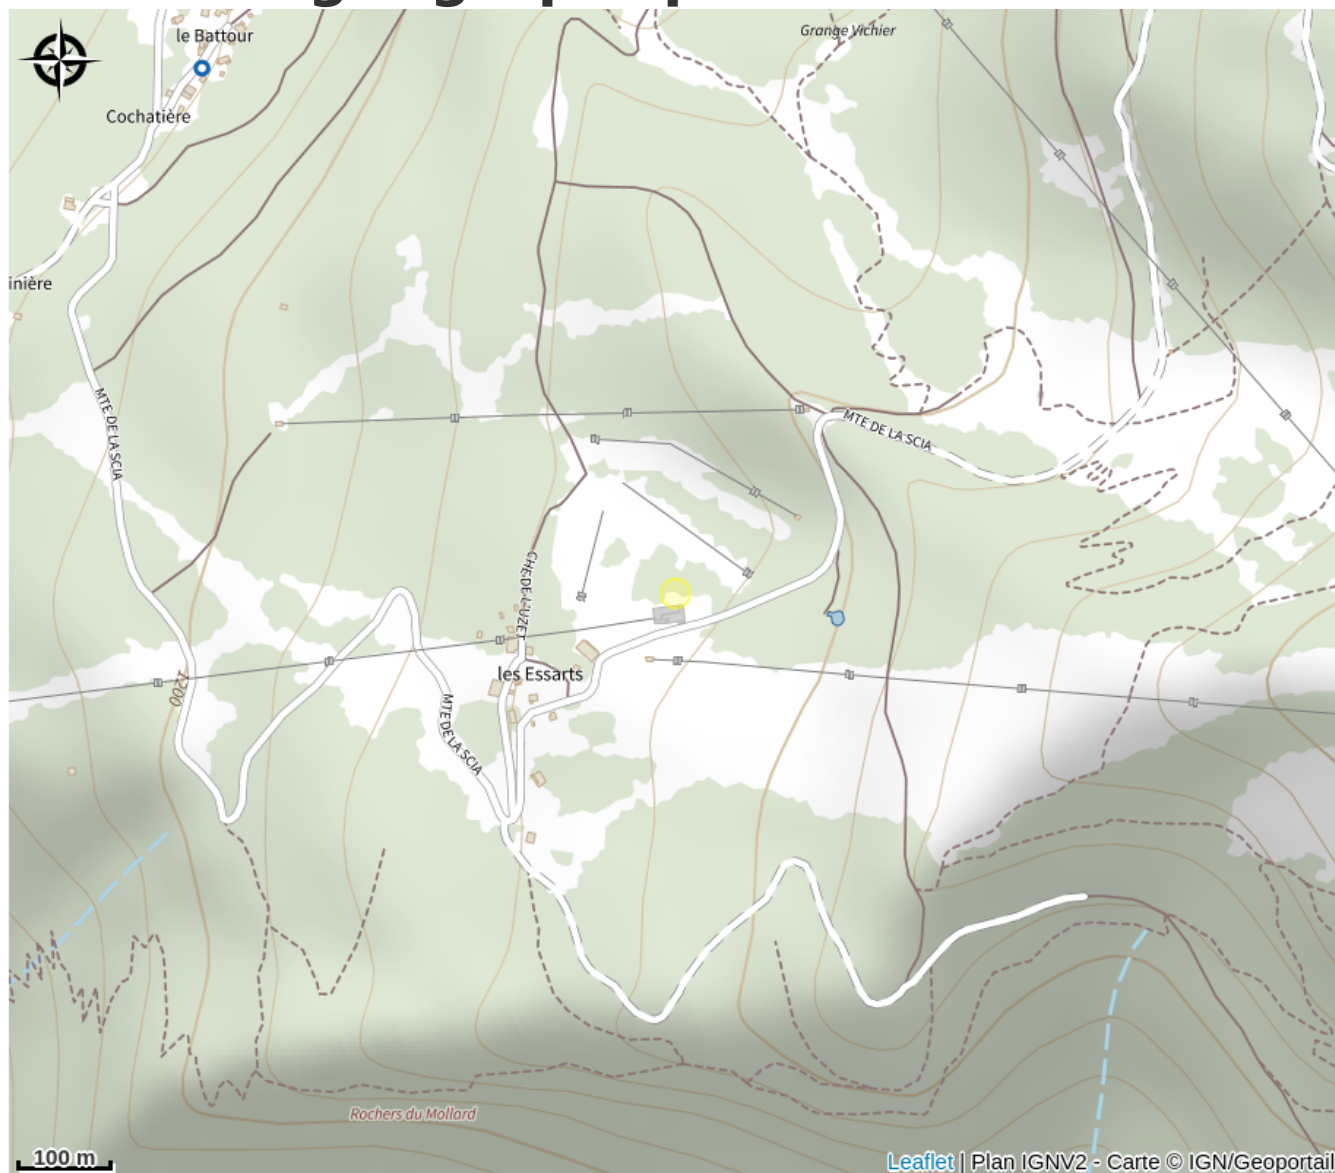 le Battour
Grange Vichier
Cochatière
inière
MTE DE LA SCIA
MTE DE LA SCIA
CHE DE L'UZET
les Essarts
1200
MTE DE LA SCIA
Rochers du Mollard
100 m
Leaflet | Plan IGNV2 - Carte © IGN/Geoportail